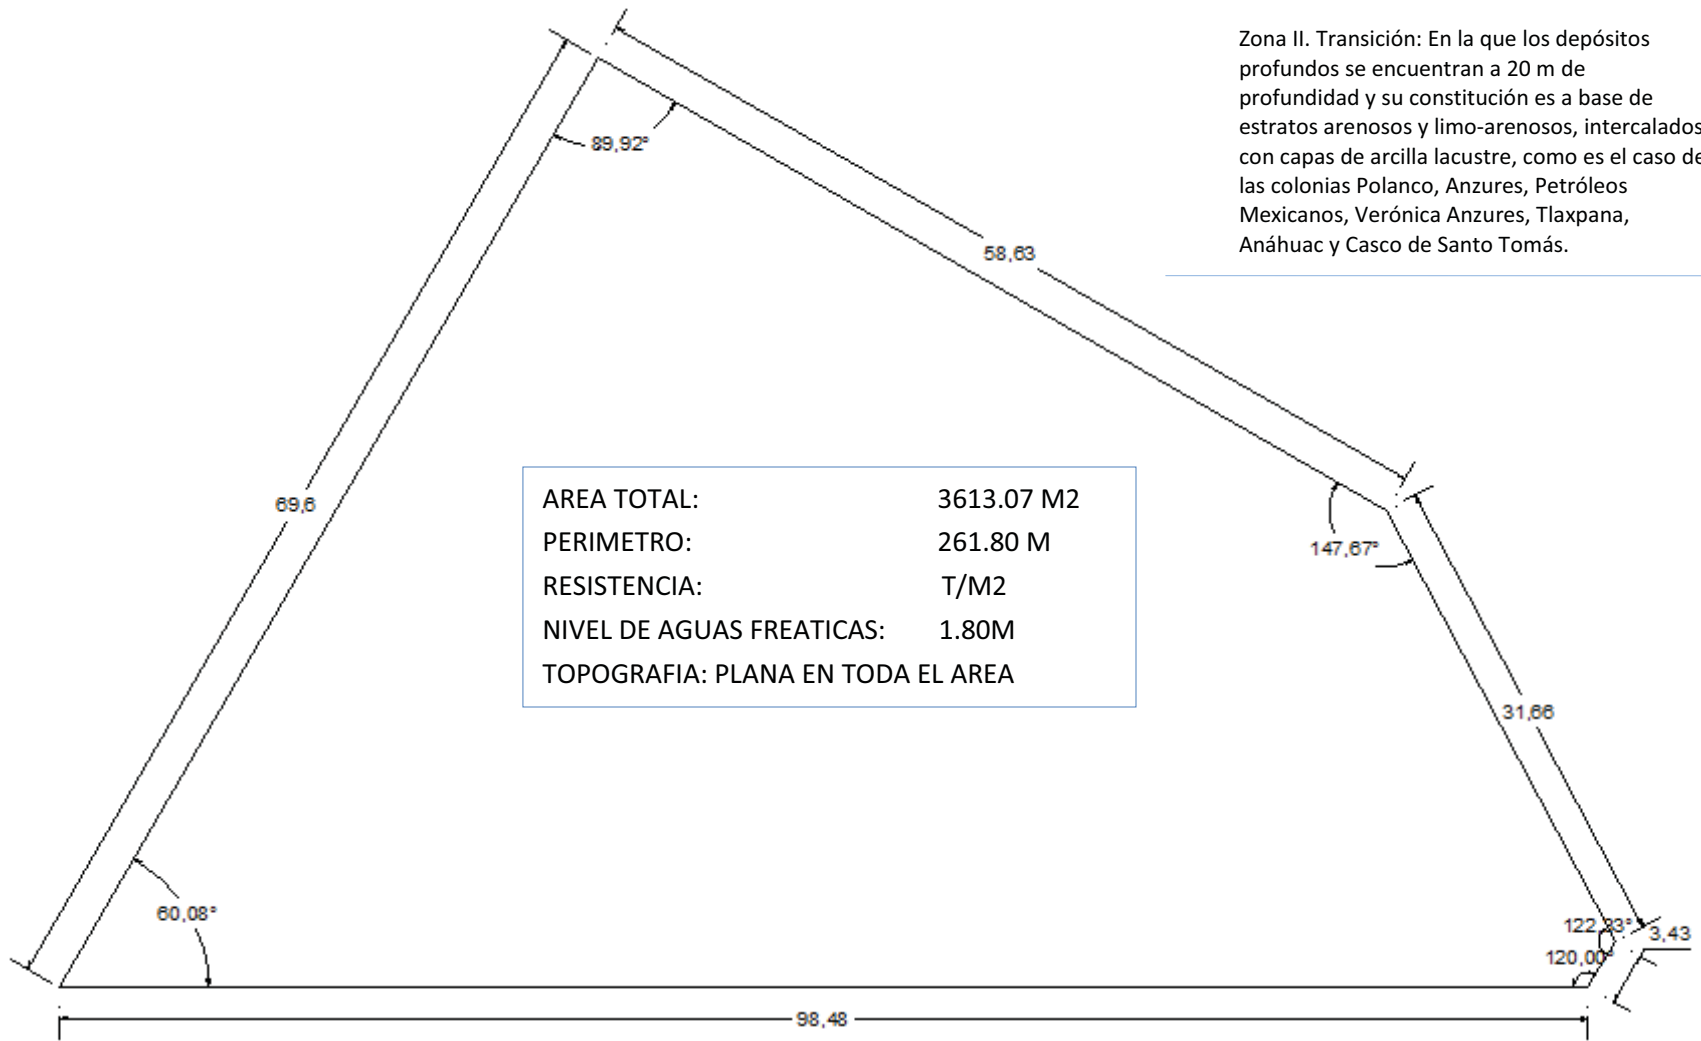 Zona II. Transición: En la que los depósitos
profundos se encuentran a 20 m de
profundidad y su constitución es a base de
estratos arenosos y limo-arenosos, intercalados
con capas de arcilla lacustre, como es el caso de
las colonias Polanco, Anzures, Petróleos
Mexicanos, Verónica Anzures, Tlaxpana,
Anáhuac y Casco de Santo Tomás.
89,92°
58,63
69,6
AREA TOTAL: 3613.07 M2
PERIMETRO: 261.80 M
RESISTENCIA: T/M2
NIVEL DE AGUAS FREATICAS: 1.80M
TOPOGRAFIA: PLANA EN TODA EL AREA
147,67°
31,66
60,08°
122,33°
3,43
120,00°
98,48